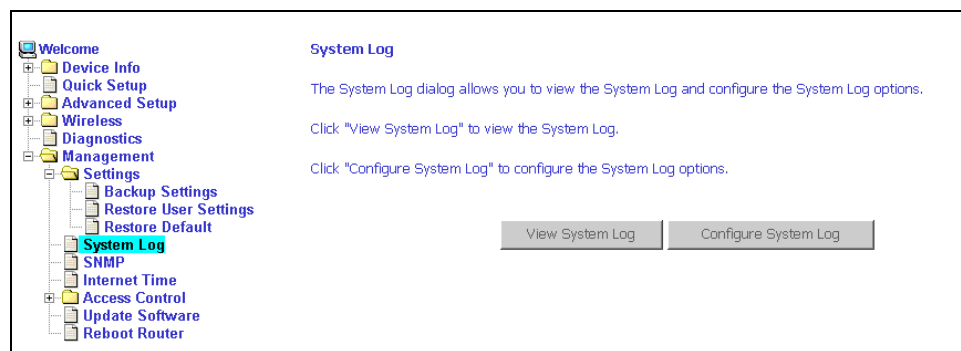 Welcome
Device Info
Quick Setup
Advanced Setup
Wireless
Diagnostics
Management
Settings
Backup Settings
Restore User Settings
Restore Default
System Log
SNMP
Internet Time
Access Control
Update Software
Reboot Router
System Log
The System Log dialog allows you to view the System Log and configure the System Log options.
Click "View System Log" to view the System Log.
Click "Configure System Log" to configure the System Log options.
View System Log
Configure System Log